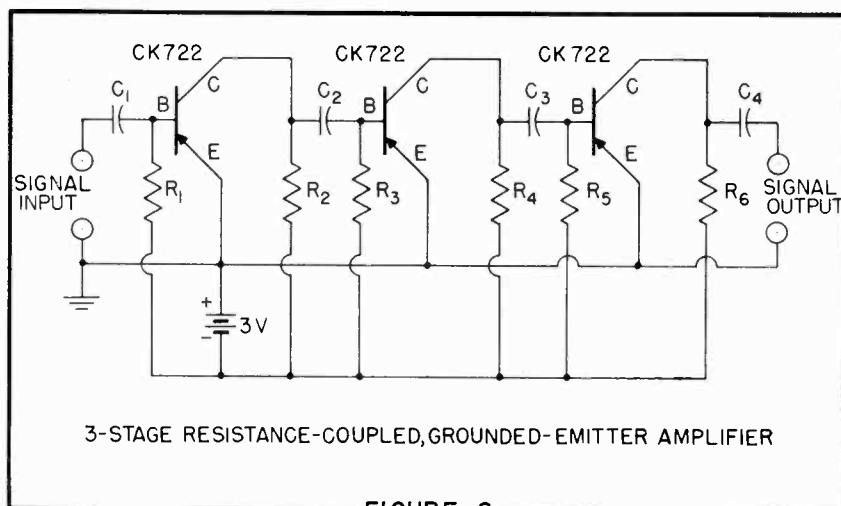 CK722 CK722 CK722
C1 B C E C2 B C E C3 B C E C4
SIGNAL INPUT R1 R2 R3 R4 R5 R6 SIGNAL OUTPUT
+
3V
-
3-STAGE RESISTANCE-COUPLED, GROUNDED-EMITTER AMPLIFIER